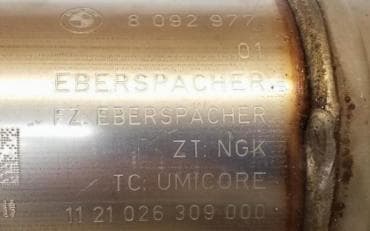 8 092 977
01
EBERSPACHER
FZ: EBERSPACHER
ZT: NGK
TC: UMICORE
11 21 026 309 000